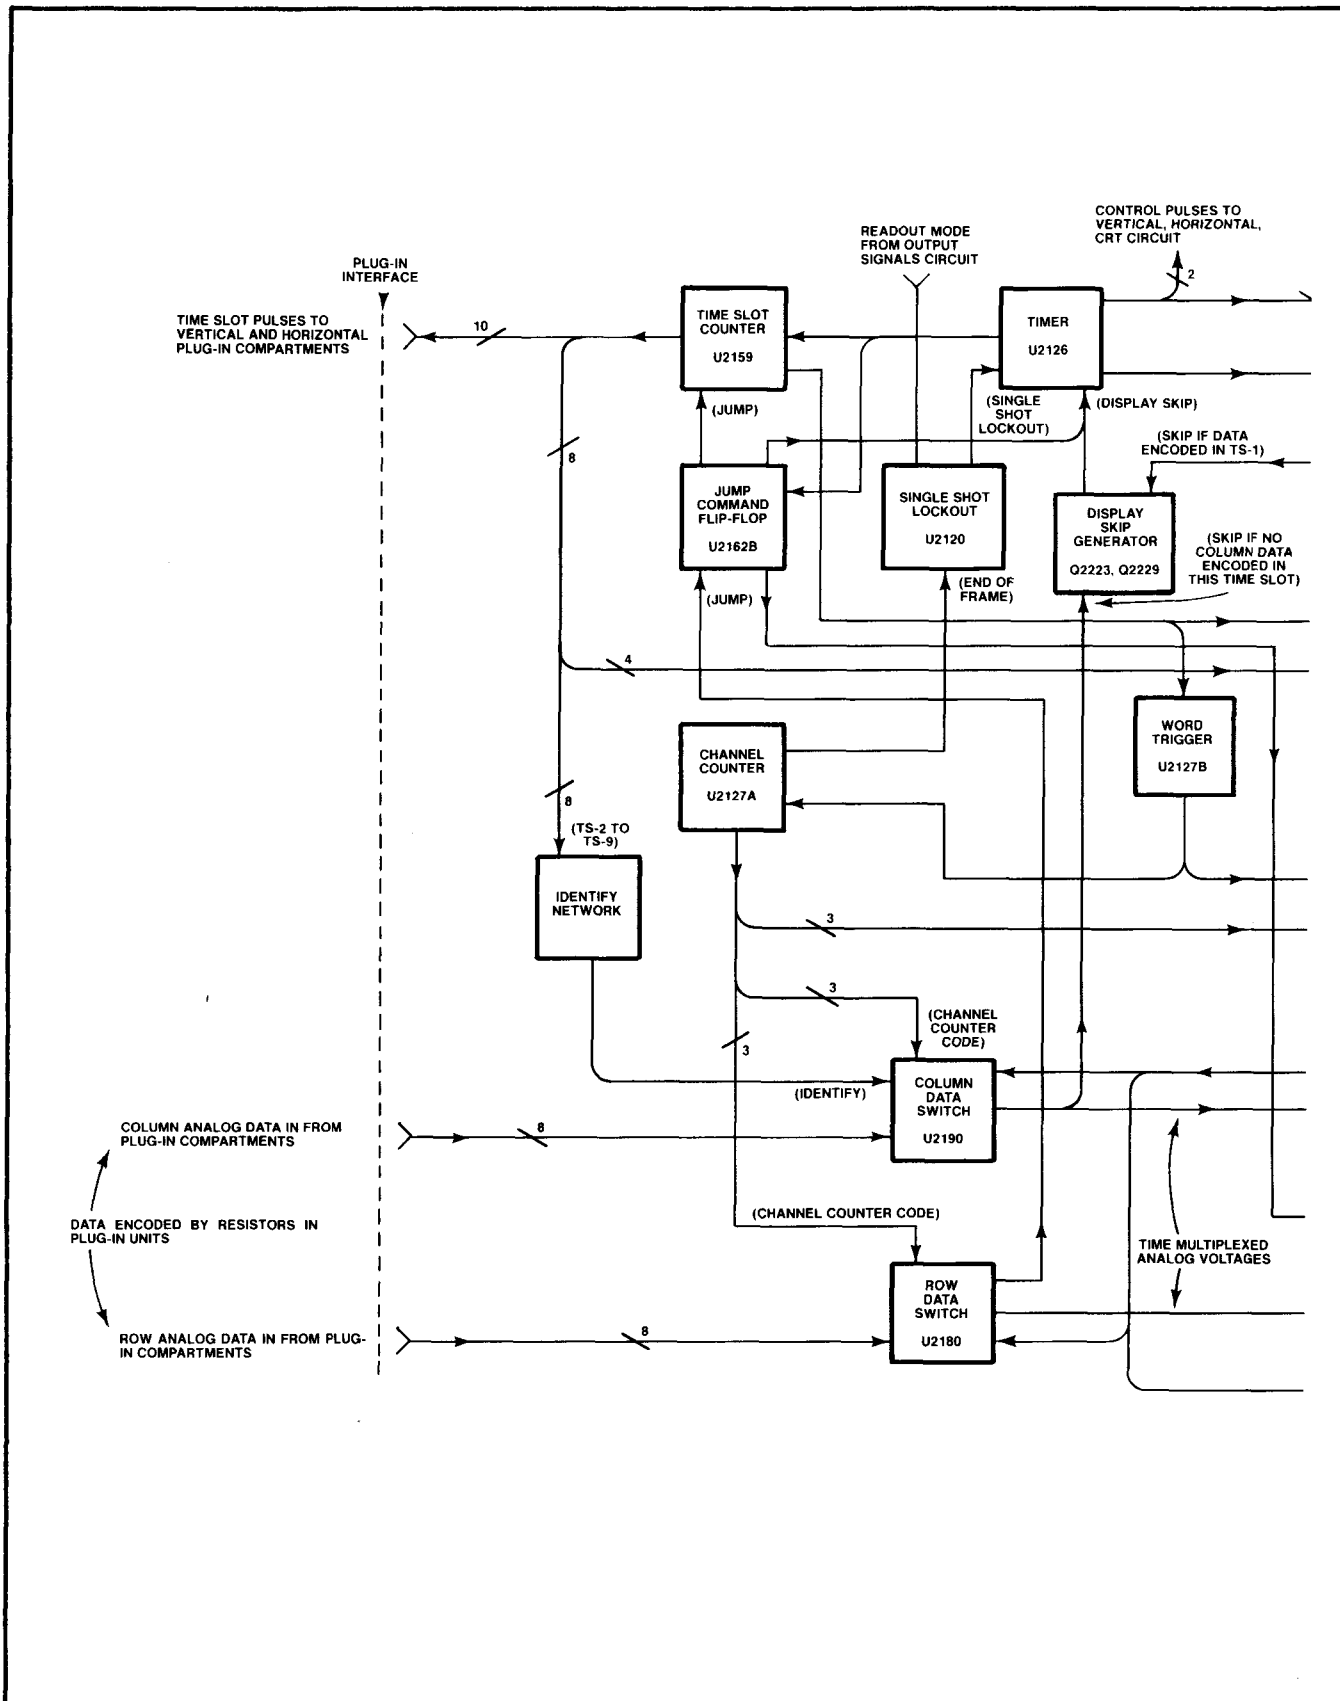 CONTROL PULSES TO
VERTICAL, HORIZONTAL,
CRT CIRCUIT
2
READOUT MODE
FROM OUTPUT
SIGNALS CIRCUIT
PLUG-IN
INTERFACE
TIME SLOT PULSES TO
VERTICAL AND HORIZONTAL
PLUG-IN COMPARTMENTS
10
TIME SLOT
COUNTER
U2159
TIMER
U2126
(JUMP)
(SINGLE
SHOT
LOCKOUT)
(DISPLAY SKIP)
(SKIP IF DATA
ENCODED IN TS-1)
8
JUMP
COMMAND
FLIP-FLOP
U2162B
SINGLE SHOT
LOCKOUT
U2120
DISPLAY
SKIP
GENERATOR
Q2223, Q2229
(SKIP IF NO
COLUMN DATA
ENCODED IN
THIS TIME SLOT)
(JUMP)
(END OF
FRAME)
4
CHANNEL
COUNTER
U2127A
WORD
TRIGGER
U2127B
8
(TS-2 TO
TS-9)
IDENTIFY
NETWORK
3
3
3
(CHANNEL
COUNTER
CODE)
(IDENTIFY)
COLUMN
DATA
SWITCH
U2190
COLUMN ANALOG DATA IN FROM
PLUG-IN COMPARTMENTS
8
DATA ENCODED BY RESISTORS IN
PLUG-IN UNITS
(CHANNEL COUNTER CODE)
TIME MULTIPLEXED
ANALOG VOLTAGES
ROW
DATA
SWITCH
U2180
ROW ANALOG DATA IN FROM PLUG-
IN COMPARTMENTS
8